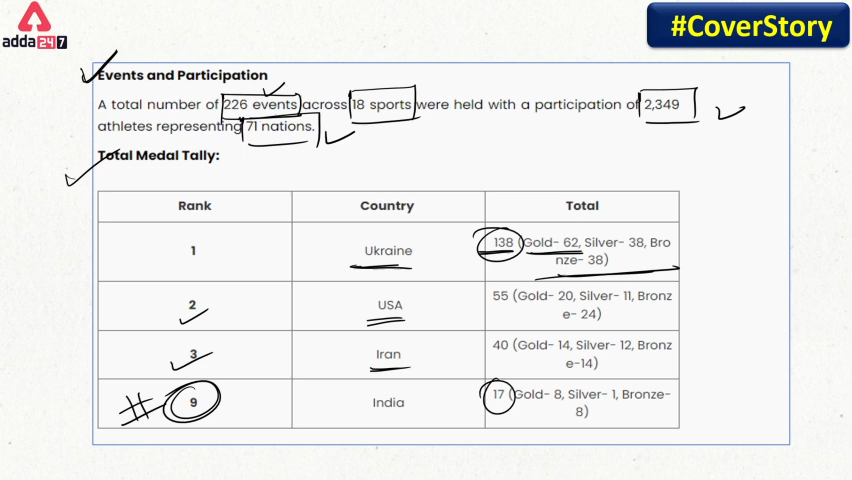 adda247
#CoverStory
Events and Participation
A total number of 226 events across 18 sports were held with a participation of 2,349
athletes representing 71 nations.
Total Medal Tally:
Rank Country Total
1 Ukraine 138 (Gold- 62, Silver- 38, Bro
nze- 38)
2 USA 55 (Gold- 20, Silver- 11, Bronz
e- 24)
3 Iran 40 (Gold- 14, Silver- 12, Bronz
e-14)
# 9 India 17 (Gold- 8, Silver- 1, Bronze-
8)